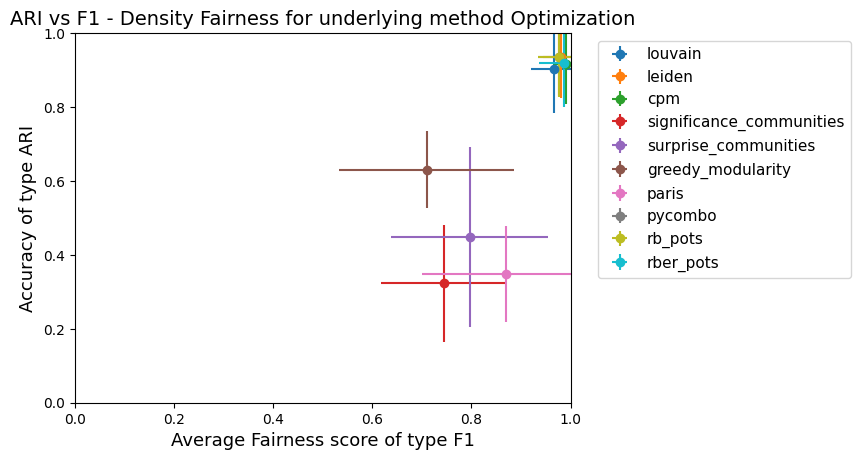 ARI vs F1 - Density Fairness for underlying method Optimization
1.0
0.8
0.6
0.4
0.2
0.0
Accuracy of type ARI
0.0 0.2 0.4 0.6 0.8 1.0
Average Fairness score of type F1
louvain
leiden
cpm
significance_communities
surprise_communities
greedy_modularity
paris
pycombo
rb_pots
rber_pots